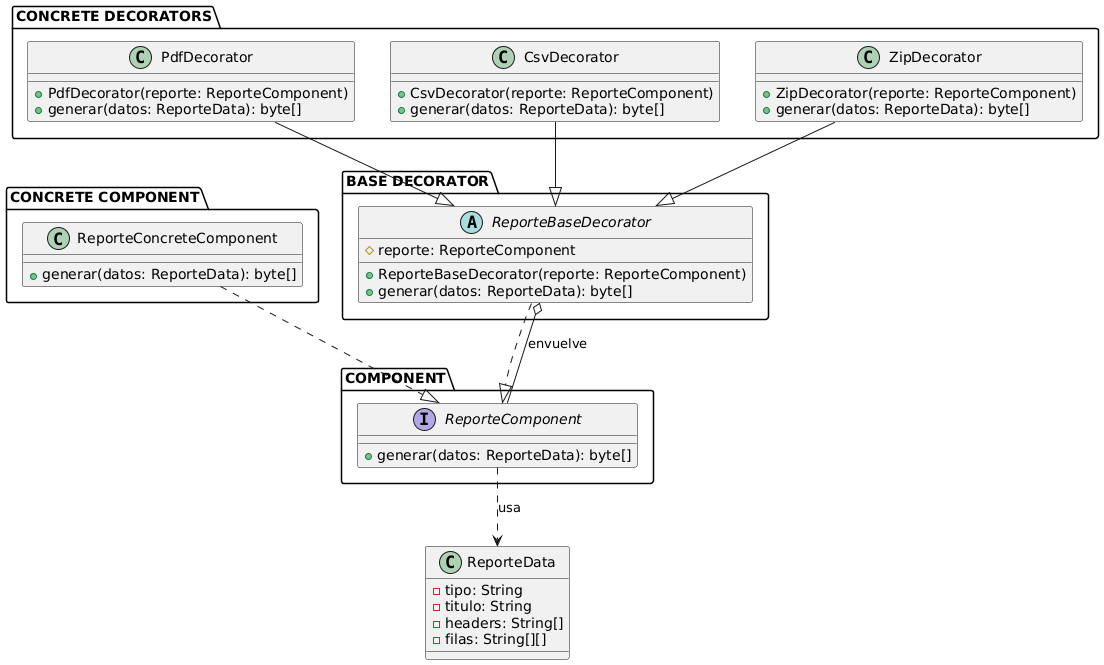 CONCRETE DECORATORS
C PdfDecorator
PdfDecorator(reporte: ReporteComponent)
generar(datos: ReporteData): byte[]
C CsvDecorator
CsvDecorator(reporte: ReporteComponent)
generar(datos: ReporteData): byte[]
C ZipDecorator
ZipDecorator(reporte: ReporteComponent)
generar(datos: ReporteData): byte[]
CONCRETE COMPONENT
C ReporteConcreteComponent
generar(datos: ReporteData): byte[]
BASE DECORATOR
A ReporteBaseDecorator
reporte: ReporteComponent
ReporteBaseDecorator(reporte: ReporteComponent)
generar(datos: ReporteData): byte[]
envuelve
COMPONENT
I ReporteComponent
generar(datos: ReporteData): byte[]
usa
C ReporteData
tipo: String
titulo: String
headers: String[]
filas: String[][]